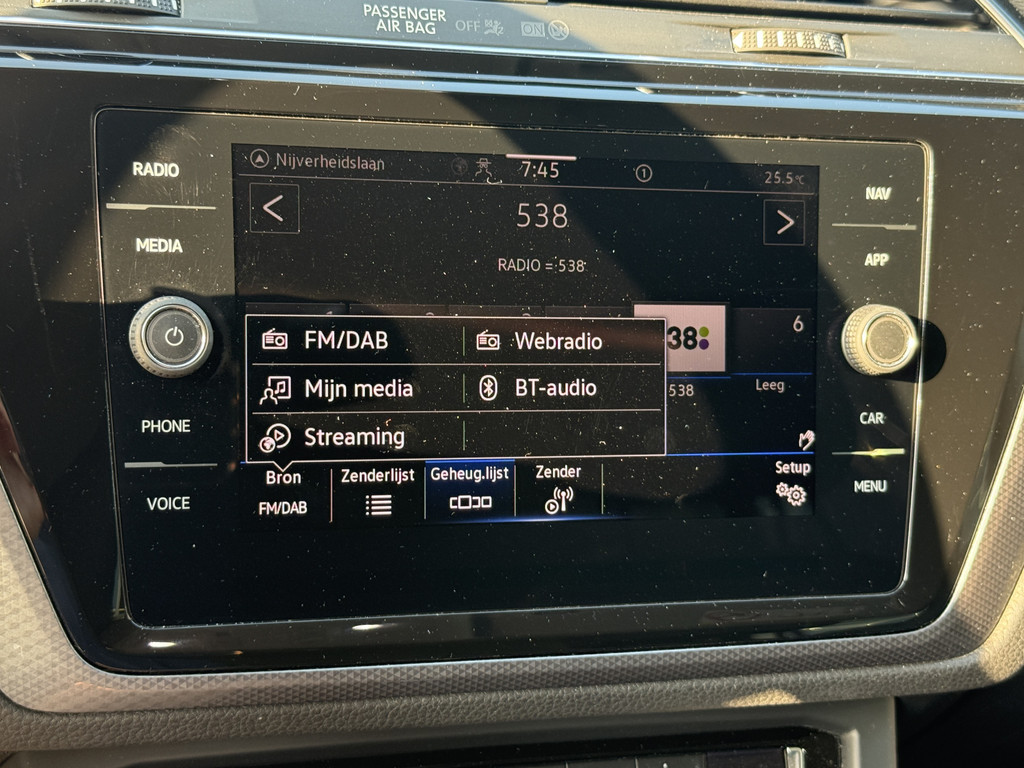 PASSENGER
AIR BAG OFF ON
RADIO
MEDIA
PHONE
VOICE
Nijverheidslaan 7:45 1 25.5°C
< 538 >
RADIO = 538
FM/DAB Webradio
Mijn media BT-audio
Streaming
38: 6
538 Leeg
Bron Zenderlijst Geheug.lijst Zender Setup
FM/DAB
NAV
APP
CAR
MENU